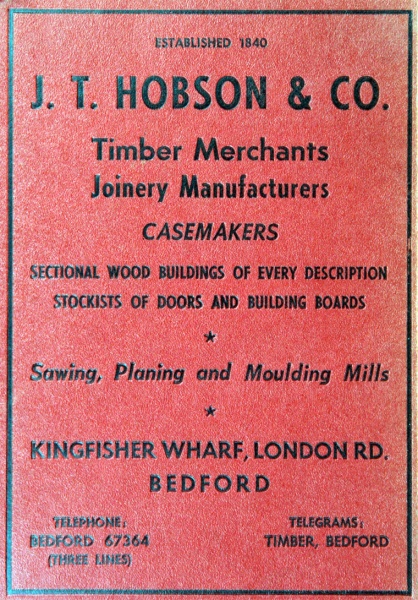 ESTABLISHED 1840
J. T. HOBSON & CO.
Timber Merchants
Joinery Manufacturers
CASEMAKERS
SECTIONAL WOOD BUILDINGS OF EVERY DESCRIPTION
STOCKISTS OF DOORS AND BUILDING BOARDS
★
Sawing, Planing and Moulding Mills
★
KINGFISHER WHARF, LONDON RD.
BEDFORD
TELEPHONE:
BEDFORD 67364
(THREE LINES)
TELEGRAMS:
TIMBER, BEDFORD